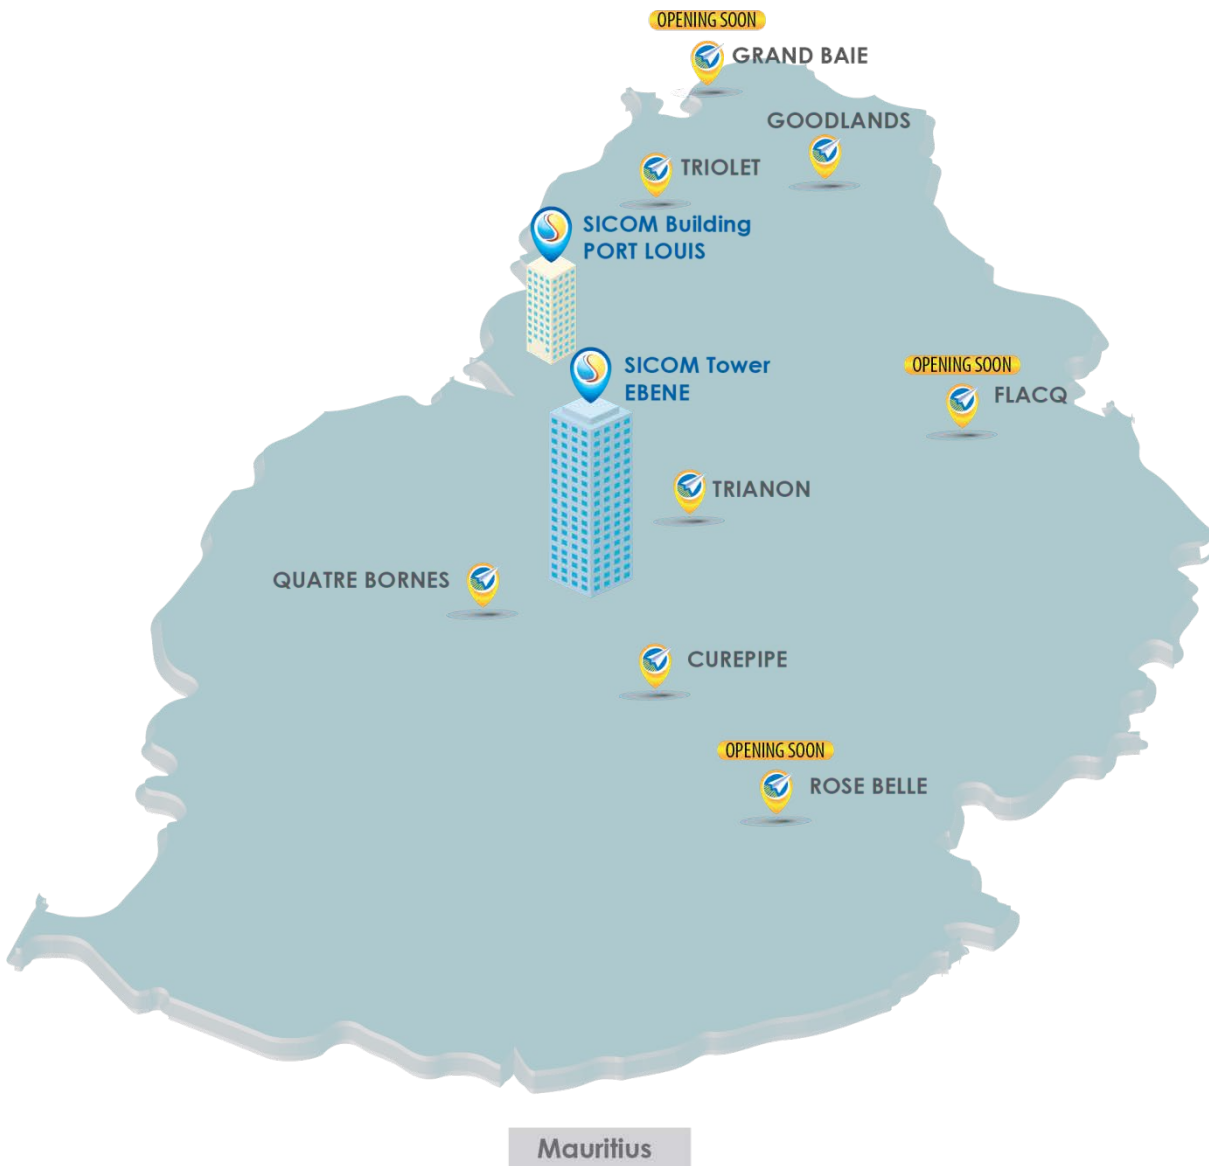 OPENING SOON
GRAND BAIE
GOODLANDS
TRIOLET
SICOM Building
PORT LOUIS
SICOM Tower
EBENE
OPENING SOON
FLACQ
TRIANON
QUATRE BORNES
CUREPIPE
OPENING SOON
ROSE BELLE
Mauritius